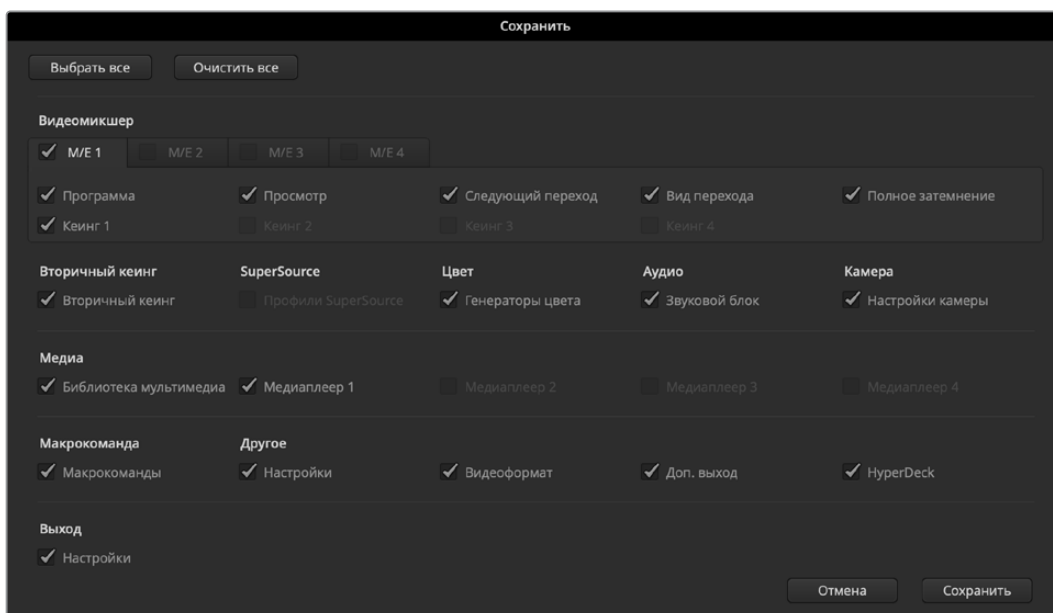 Сохранить
Выбрать все Очистить все
Видеомикшер
M/E 1 M/E 2 M/E 3 M/E 4
Программа Просмотр Следующий переход Вид перехода Полное затемнение
Кеинг 1 Кеинг 2 Кеинг 3 Кеинг 4
Вторичный кеинг SuperSource Цвет Аудио Камера
Вторичный кеинг Профили SuperSource Генераторы цвета Звуковой блок Настройки камеры
Медиа
Библиотека мультимедиа Медиаплеер 1 Медиаплеер 2 Медиаплеер 3 Медиаплеер 4
Макрокоманда Другое
Макрокоманды Настройки Видеоформат Доп. выход HyperDeck
Выход
Настройки
Отмена Сохранить